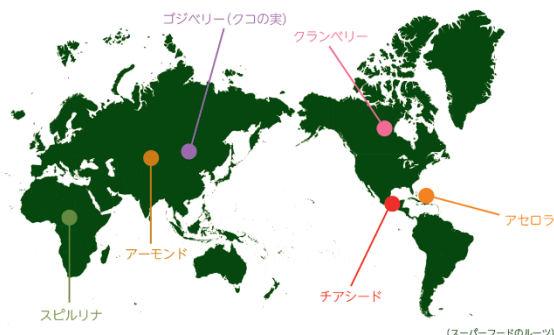 ゴジベリー(クコの実)
クランベリー
アセロラ
アーモンド
チアシード
スピルリナ
(スーパーフードのルーツ)